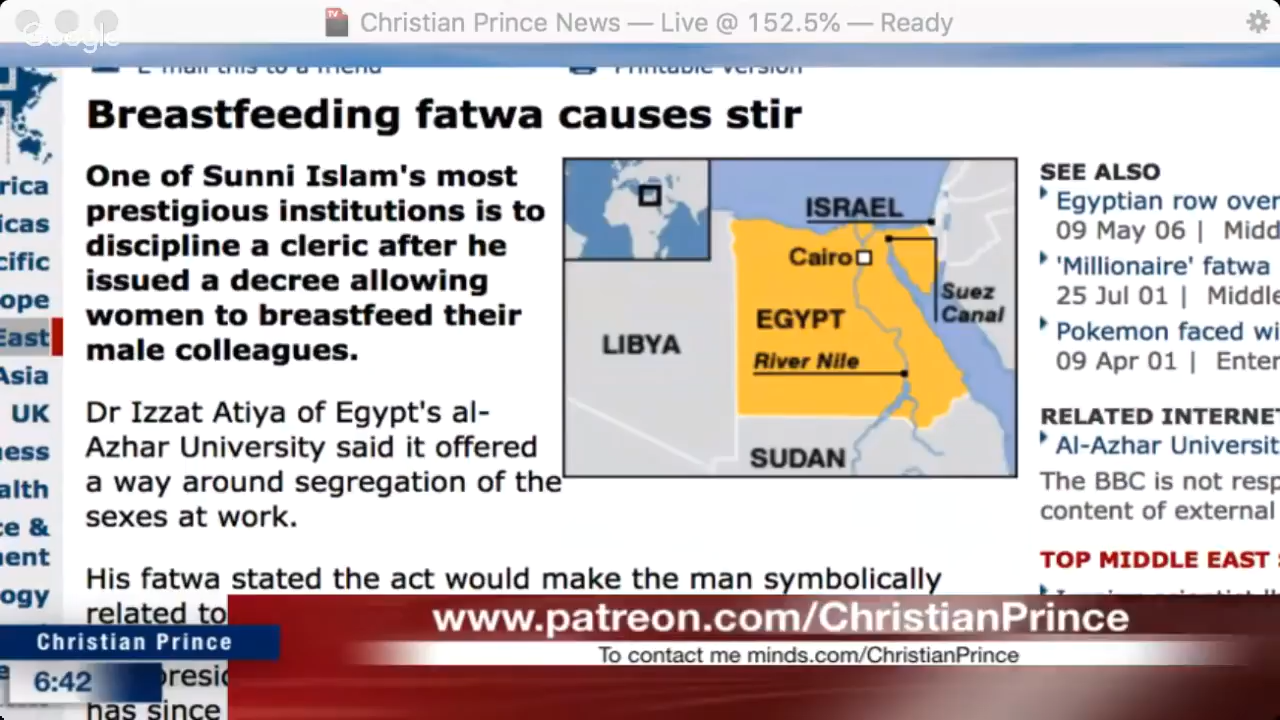 Christian Prince News — Live @ 152.5% — Ready
Google
E-mail this to a friend
Printable version
Breastfeeding fatwa causes stir
One of Sunni Islam's most
prestigious institutions is to
discipline a cleric after he
issued a decree allowing
women to breastfeed their
male colleagues.
Dr Izzat Atiya of Egypt's al-
Azhar University said it offered
a way around segregation of the
sexes at work.
His fatwa stated the act would make the man symbolically
related to
has since
ISRAEL
Cairo
Suez
Canal
EGYPT
LIBYA
River Nile
SUDAN
SEE ALSO
Egyptian row over
09 May 06 | Midd
'Millionaire' fatwa
25 Jul 01 | Middle
Pokemon faced wi
09 Apr 01 | Enter
RELATED INTERNET
Al-Azhar Universit
The BBC is not resp
content of external
TOP MIDDLE EAST
rica
icas
cific
ope
East
Asia
UK
ness
alth
ce &
ment
ogy
www.patreon.com/ChristianPrince
To contact me minds.com/ChristianPrince
Christian Prince
6:42